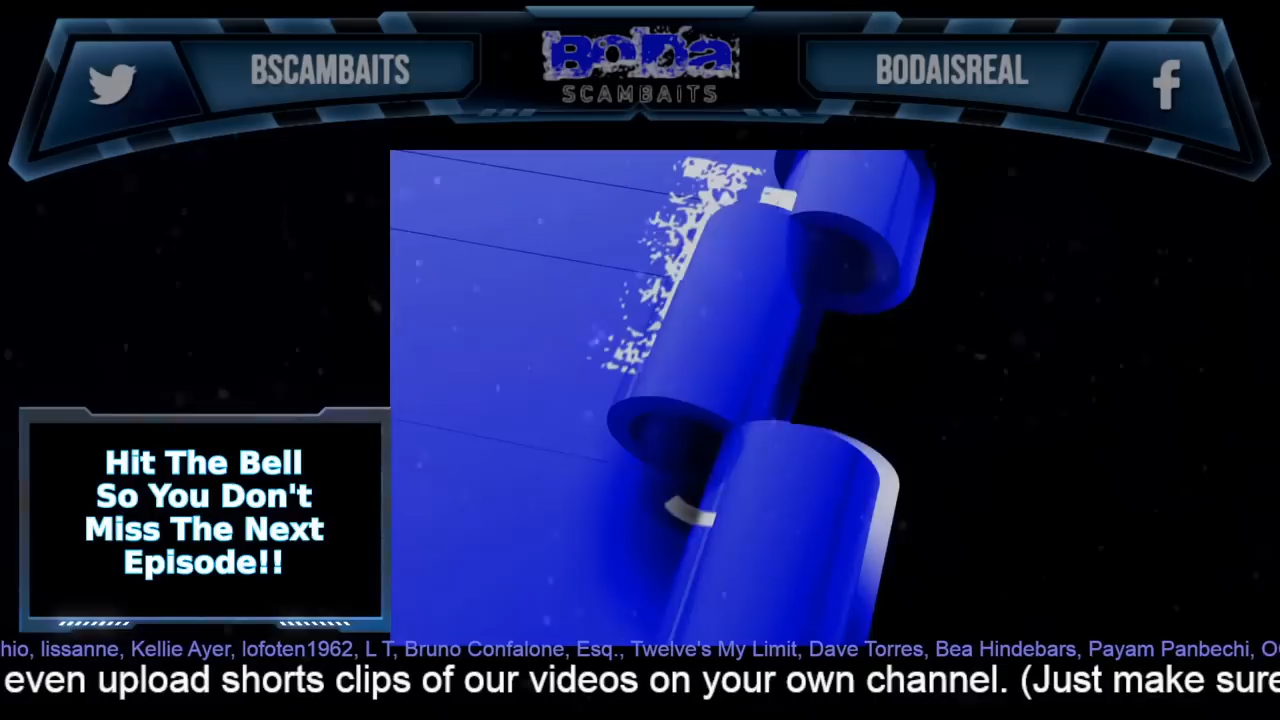 BSCAMBAITS
BODa
SCAMBAITS
BODAISREAL
Hit The Bell
So You Don't
Miss The Next
Episode!!
hio, lissanne, Kellie Ayer, lofoten1962, L T, Bruno Confalone, Esq., Twelve's My Limit, Dave Torres, Bea Hindebars, Payam Panbechi, O
even upload shorts clips of our videos on your own channel. (Just make sure